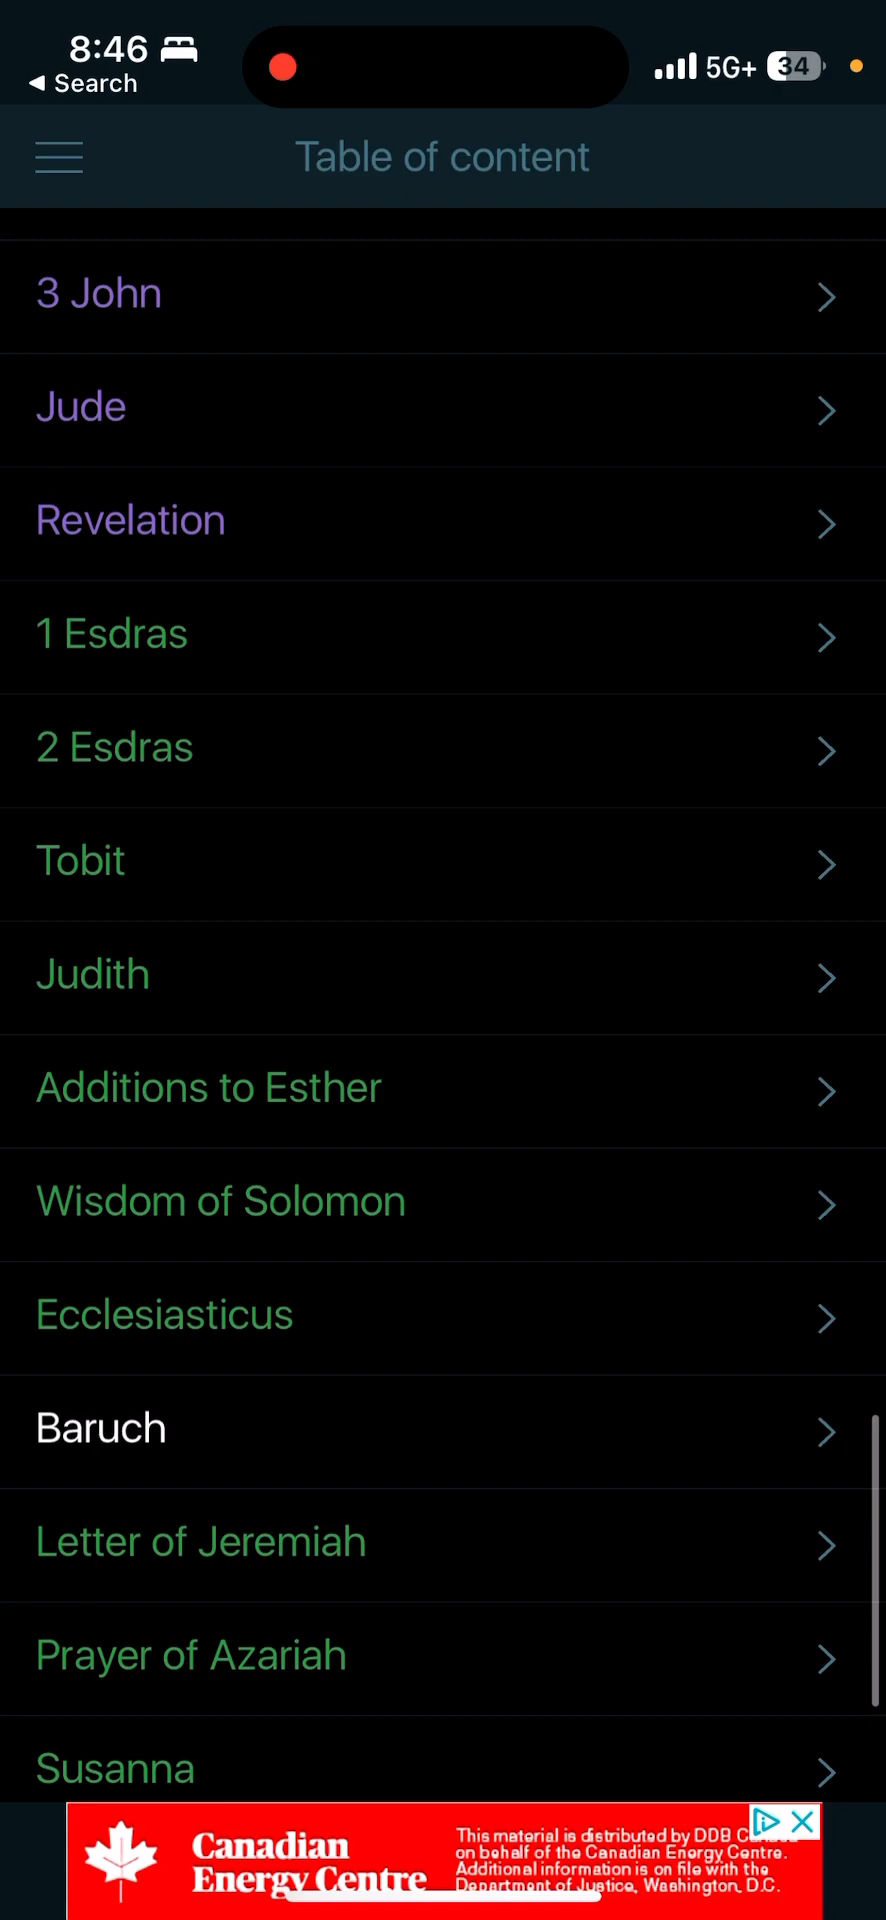 8:46
5G+ 34
Search
Table of content
3 John
Jude
Revelation
1 Esdras
2 Esdras
Tobit
Judith
Additions to Esther
Wisdom of Solomon
Ecclesiasticus
Baruch
Letter of Jeremiah
Prayer of Azariah
Susanna
Canadian
Energy Centre
This material is distributed by DDB
on behalf of the Canadian Energy Centre.
Additional information is on file with the
Department of Justice, Washington, D.C.